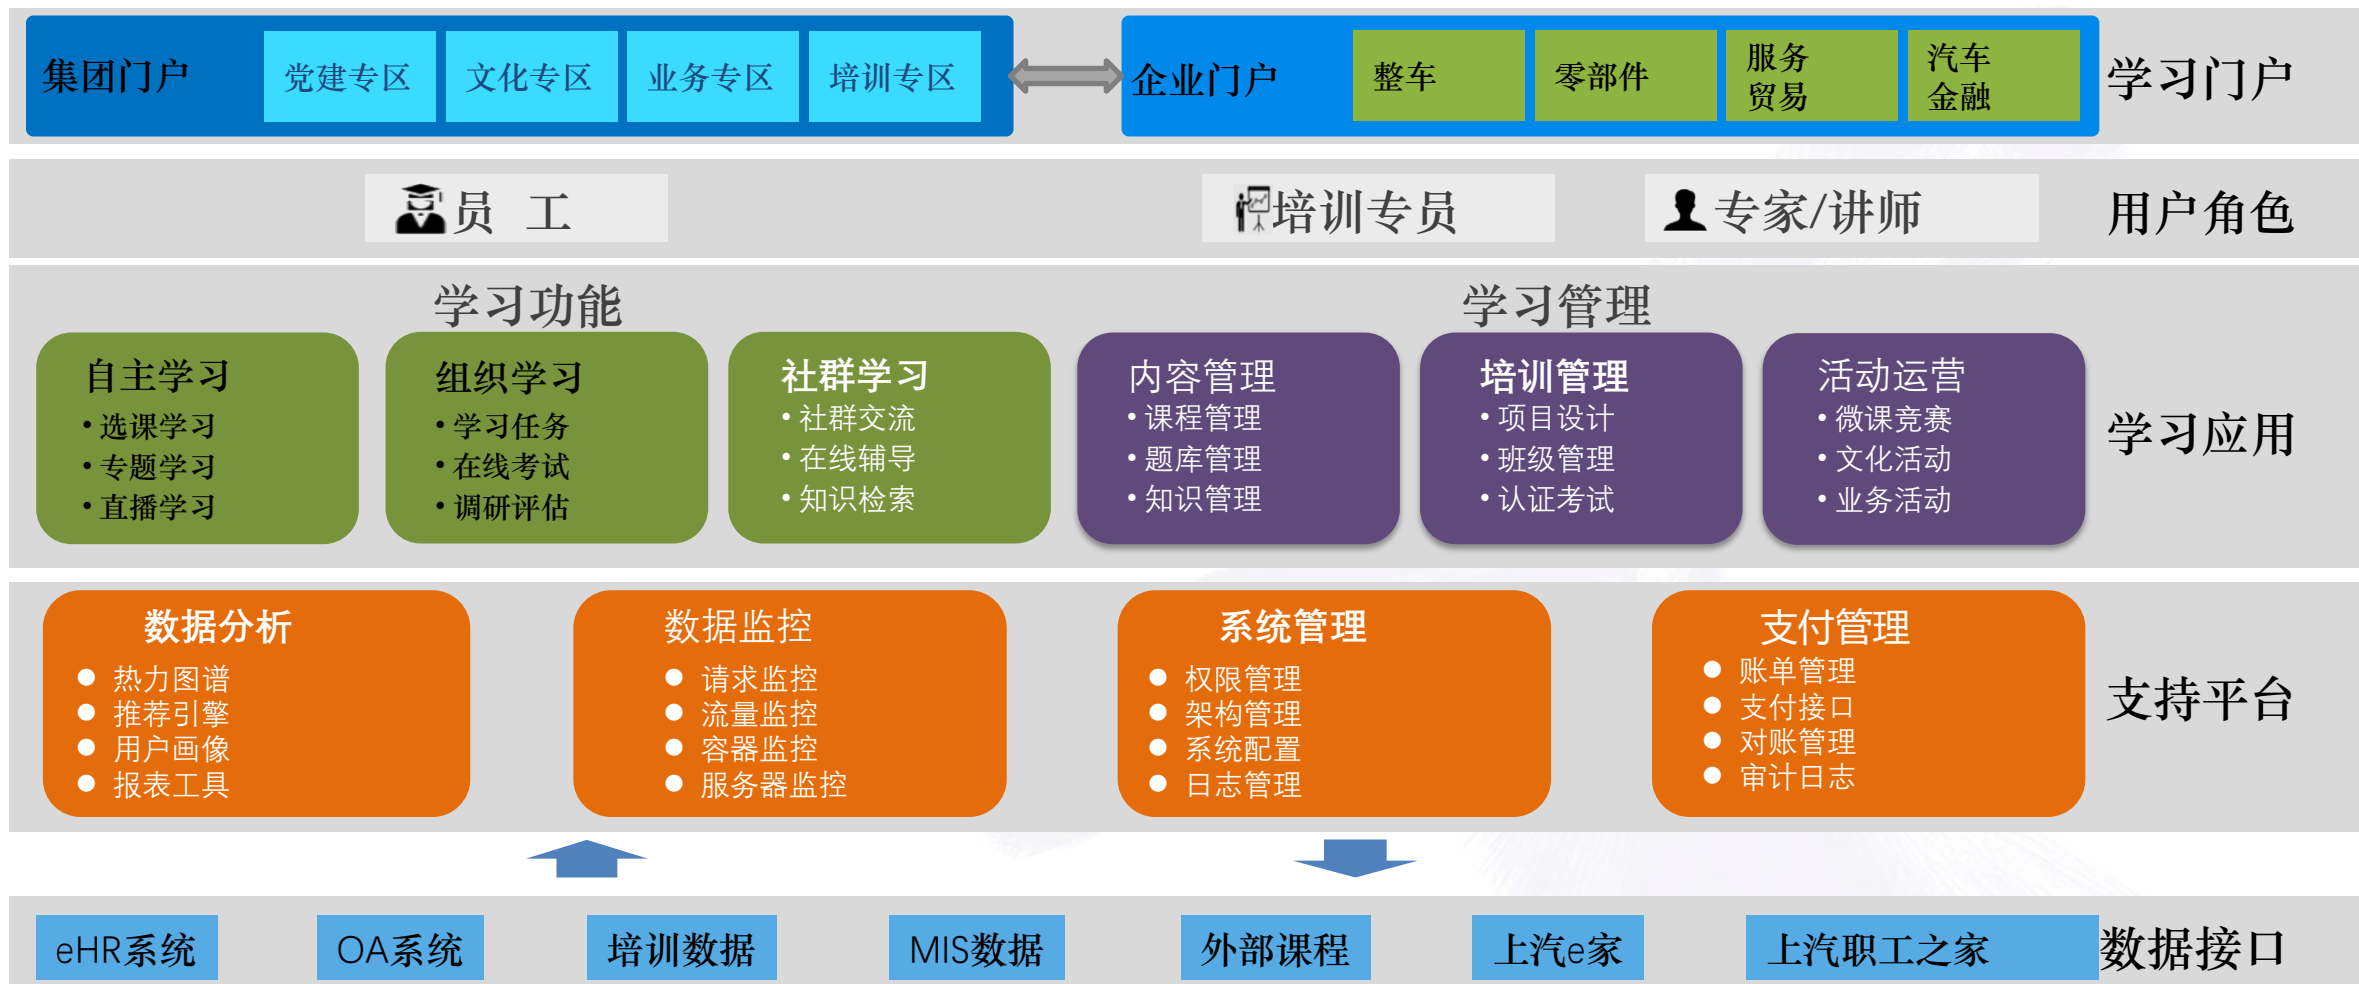 集团门户
党建专区
文化专区
业务专区
培训专区
企业门户
整车
零部件
服务
贸易
汽车
金融
学习门户
员 工
培训专员
专家/讲师
用户角色
学习功能
学习管理
自主学习
• 选课学习
• 专题学习
• 直播学习
组织学习
• 学习任务
• 在线考试
• 调研评估
社群学习
• 社群交流
• 在线辅导
• 知识检索
内容管理
• 课程管理
• 题库管理
• 知识管理
培训管理
• 项目设计
• 班级管理
• 认证考试
活动运营
• 微课竞赛
• 文化活动
• 业务活动
学习应用
数据分析
● 热力图谱
● 推荐引擎
● 用户画像
● 报表工具
数据监控
● 请求监控
● 流量监控
● 容器监控
● 服务器监控
系统管理
● 权限管理
● 架构管理
● 系统配置
● 日志管理
支付管理
● 账单管理
● 支付接口
● 对账管理
● 审计日志
支持平台
eHR系统
OA系统
培训数据
MIS数据
外部课程
上汽e家
上汽职工之家
数据接口